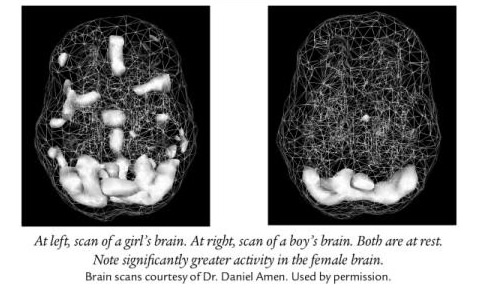 At left, scan of a girl's brain. At right, scan of a boy's brain. Both are at rest.
Note significantly greater activity in the female brain.
Brain scans courtesy of Dr. Daniel Amen. Used by permission.